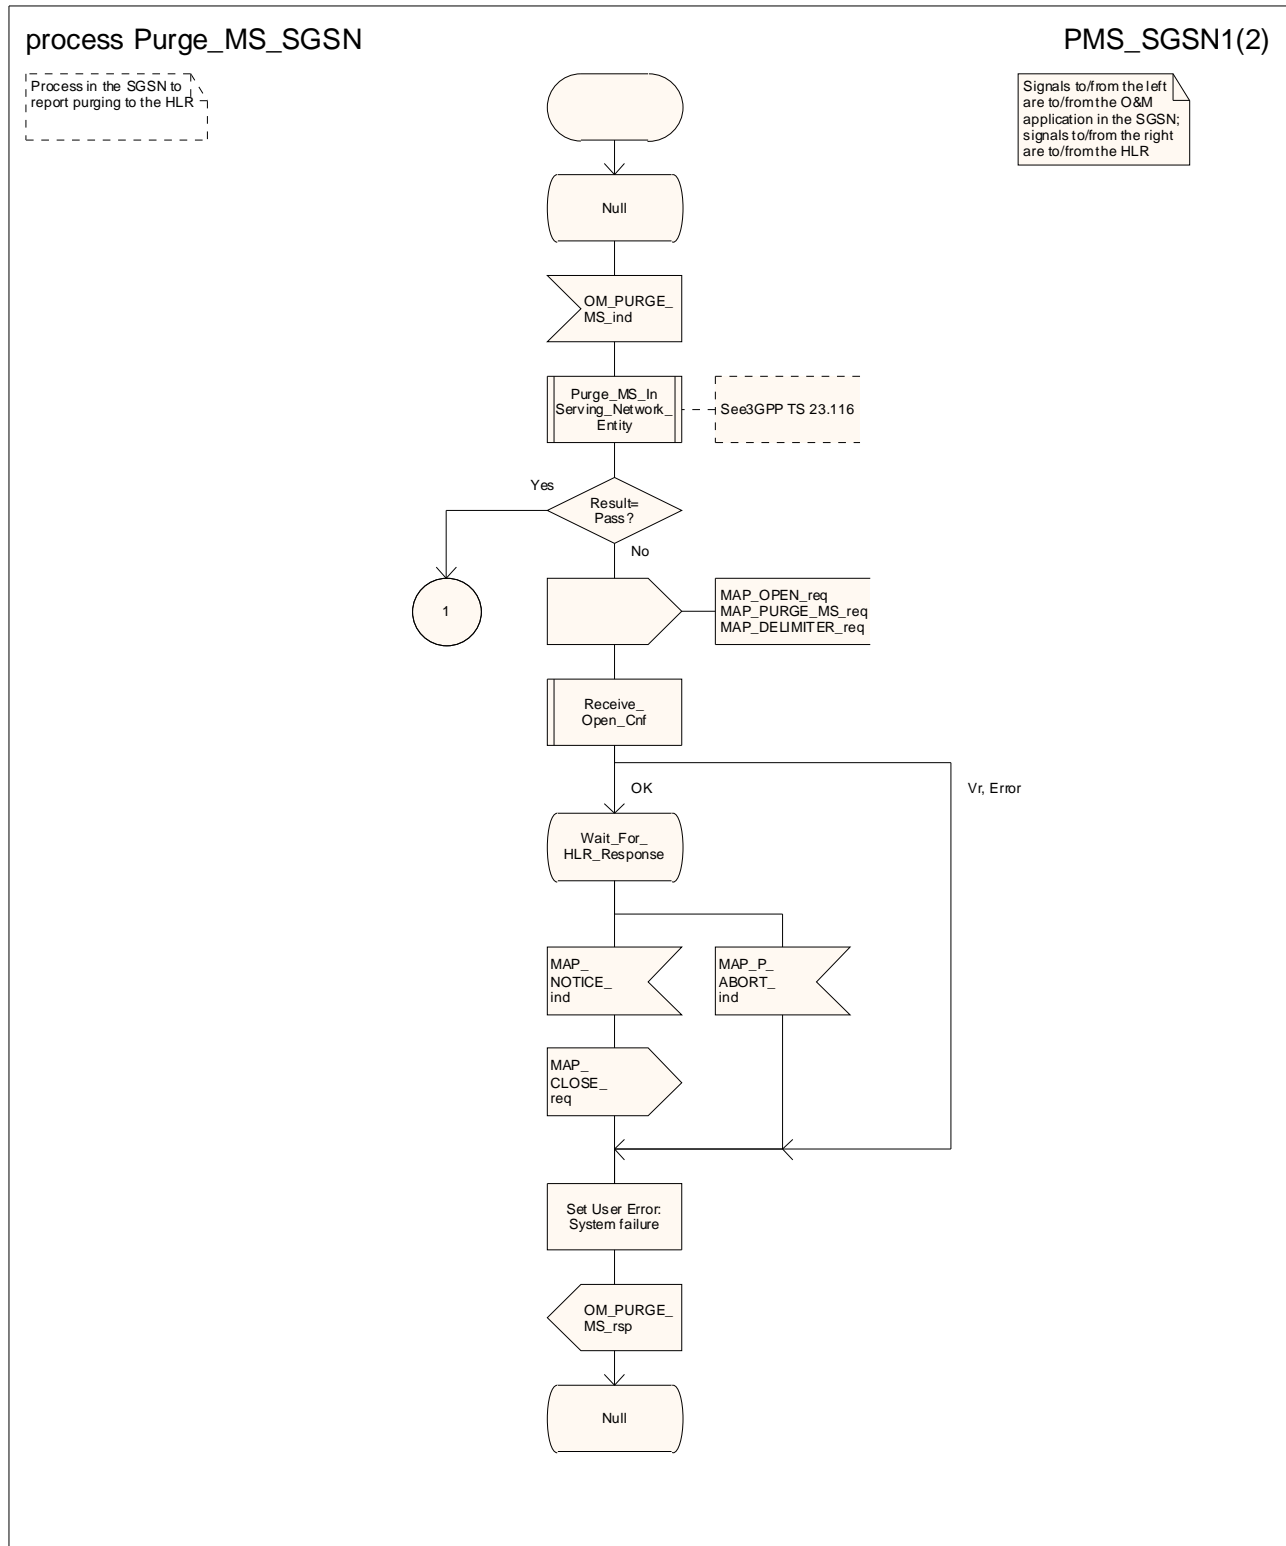 process Purge_MS_SGSN
PMS_SGSN1(2)
Process in the SGSN to
report purging to the HLR
Signals to/from the left
are to/from the O&M
application in the SGSN;
signals to/from the right
are to/from the HLR
Null
OM_PURGE_
MS_ind
Purge_MS_In
Serving_Network_
Entity
See3GPP TS 23.116
Yes
Result=
Pass?
No
1
MAP_OPEN_req
MAP_PURGE_MS_req
MAP_DELIMITER_req
Receive_
Open_Cnf
OK
Vr, Error
Wait_For_
HLR_Response
MAP_
NOTICE_
ind
MAP_P_
ABORT_
ind
MAP_
CLOSE_
req
Set User Error:
System failure
OM_PURGE_
MS_rsp
Null